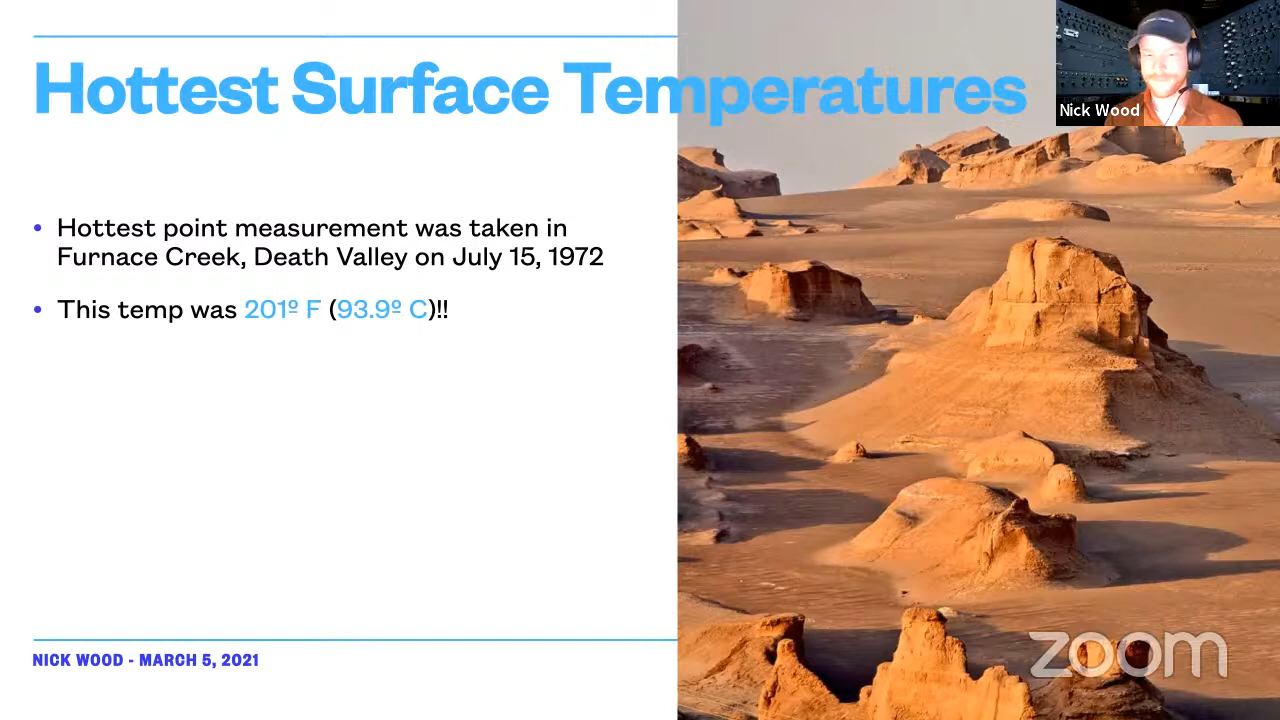 Hottest Surface Temperatures
Nick Wood
• Hottest point measurement was taken in
Furnace Creek, Death Valley on July 15, 1972
• This temp was 201º F (93.9º C)!!
NICK WOOD - MARCH 5, 2021
zoom